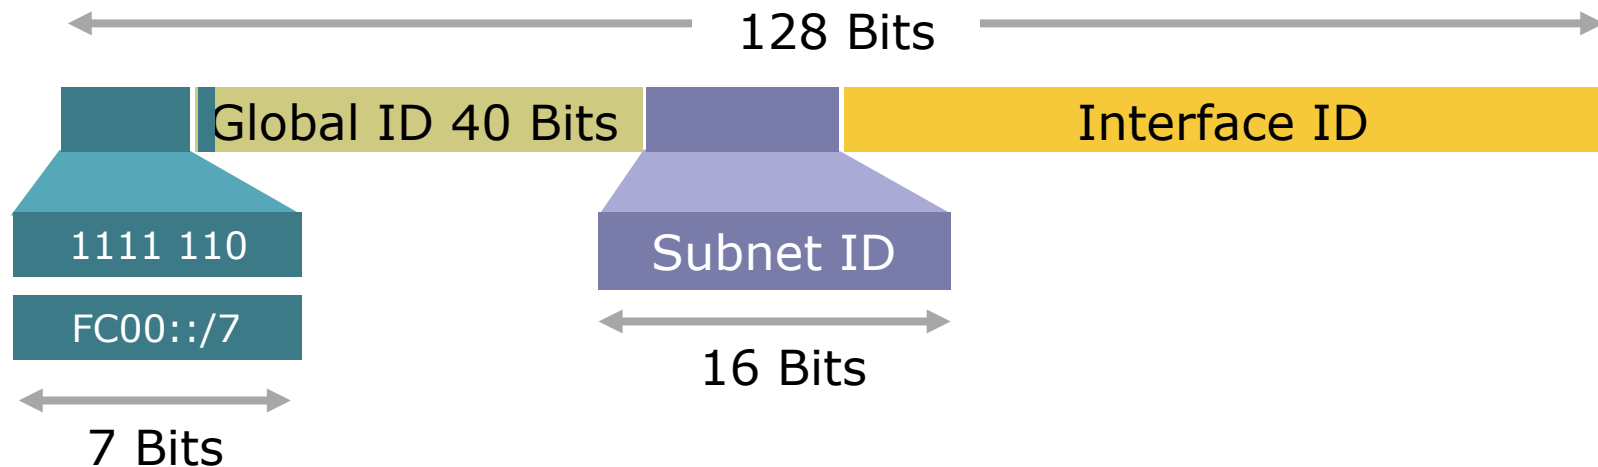 128 Bits
Global ID 40 Bits
Interface ID
1111 110
Subnet ID
FC00::/7
16 Bits
7 Bits